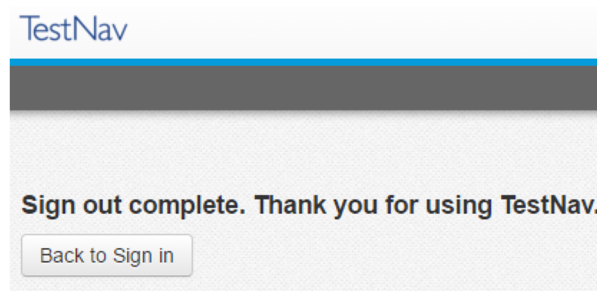 TestNav
Sign out complete. Thank you for using TestNav.
Back to Sign in